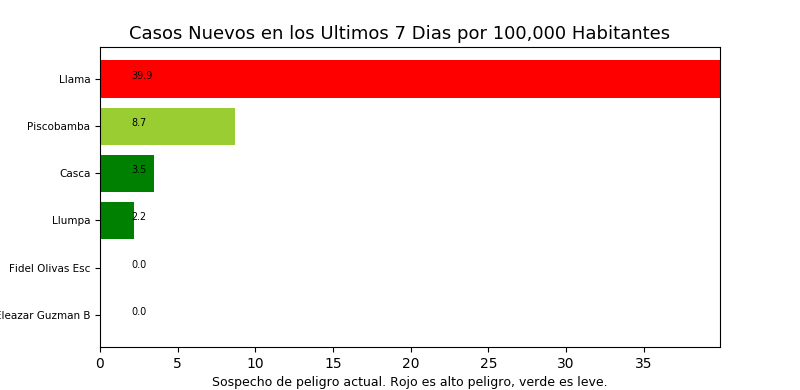 Casos Nuevos en los Ultimos 7 Dias por 100,000 Habitantes
Llama 39.9
Piscobamba 8.7
Casca 3.5
Llumpa 2.2
Fidel Olivas Esc 0.0
Eleazar Guzman B 0.0
0 5 10 15 20 25 30 35
Sospecho de peligro actual. Rojo es alto peligro, verde es leve.